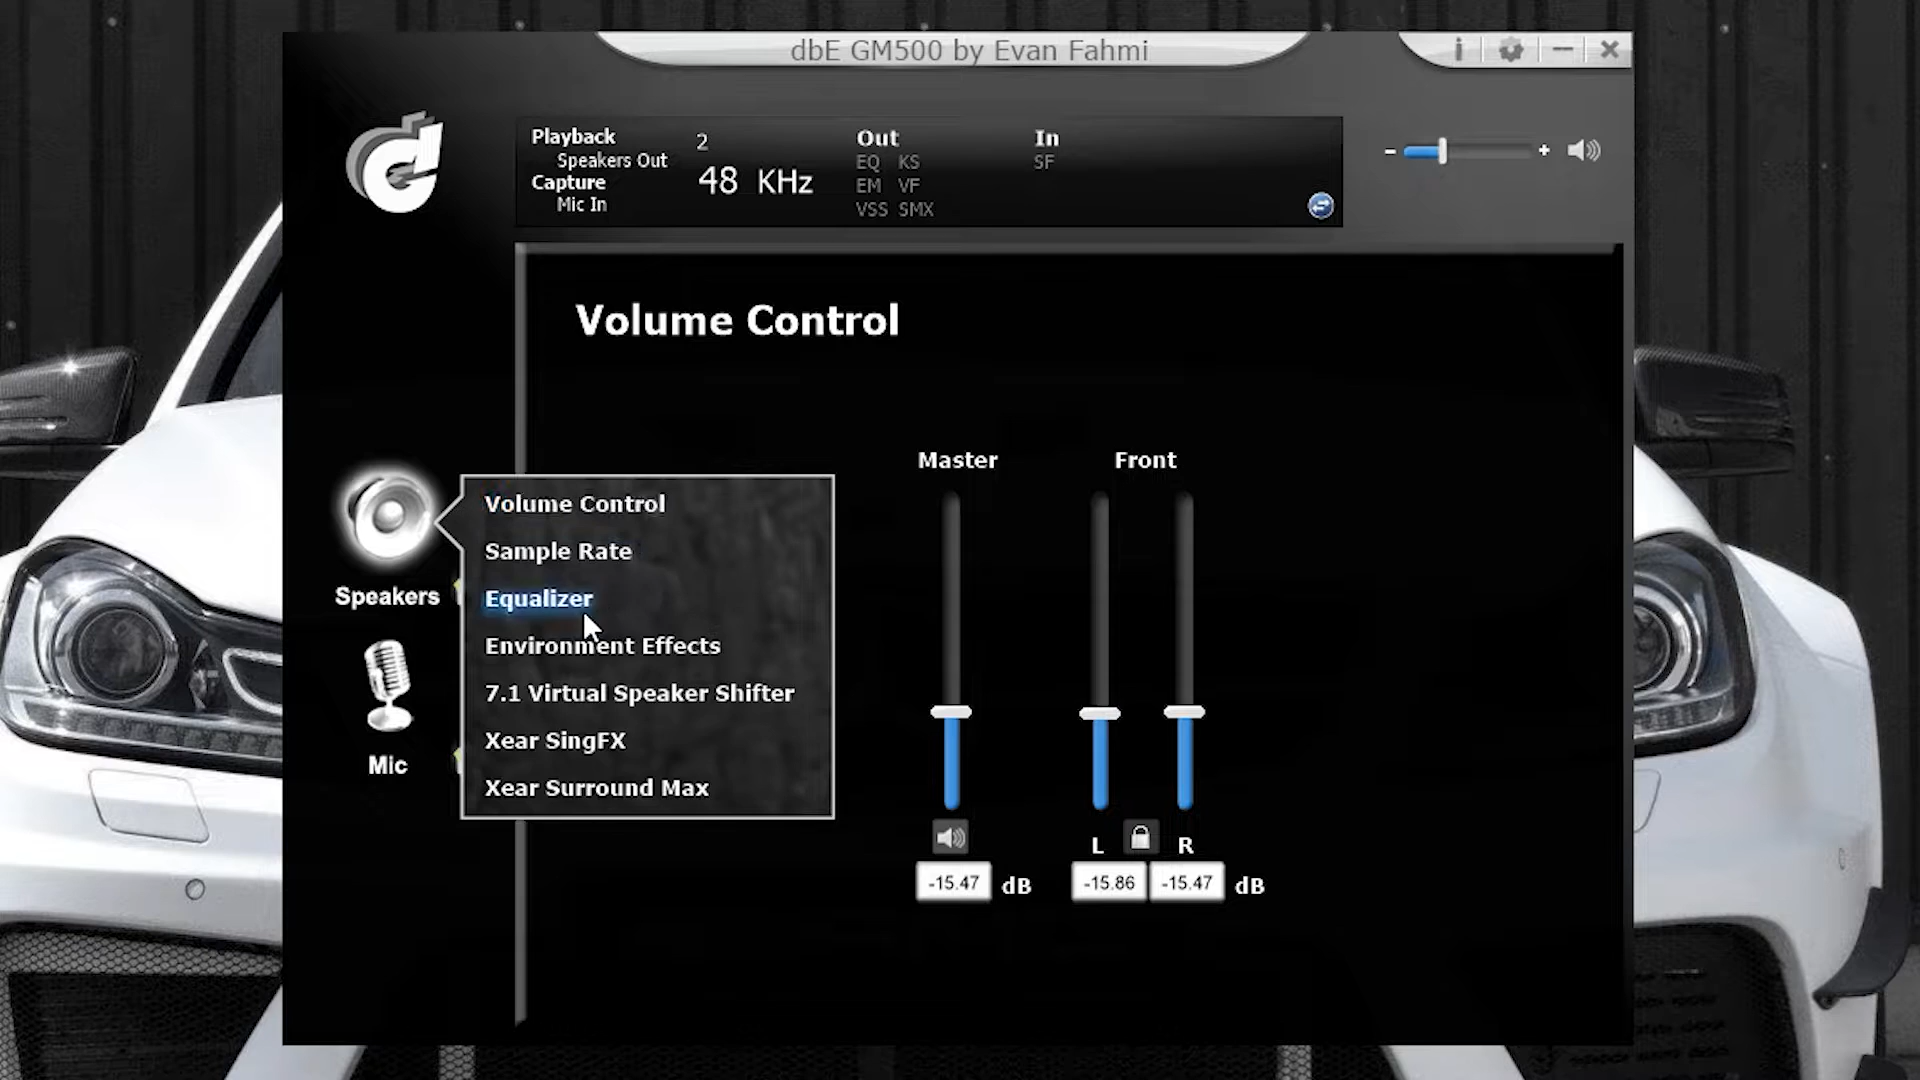 dbE GM500 by Evan Fahmi
Playback
Speakers Out
Capture
Mic In
2
48 KHz
Out
EQ KS
EM VF
VSS SMX
In
SF
Volume Control
Speakers
Mic
Volume Control
Sample Rate
Equalizer
Environment Effects
7.1 Virtual Speaker Shifter
Xear SingFX
Xear Surround Max
Master
Front
L R
-15.47 dB
-15.86 -15.47 dB